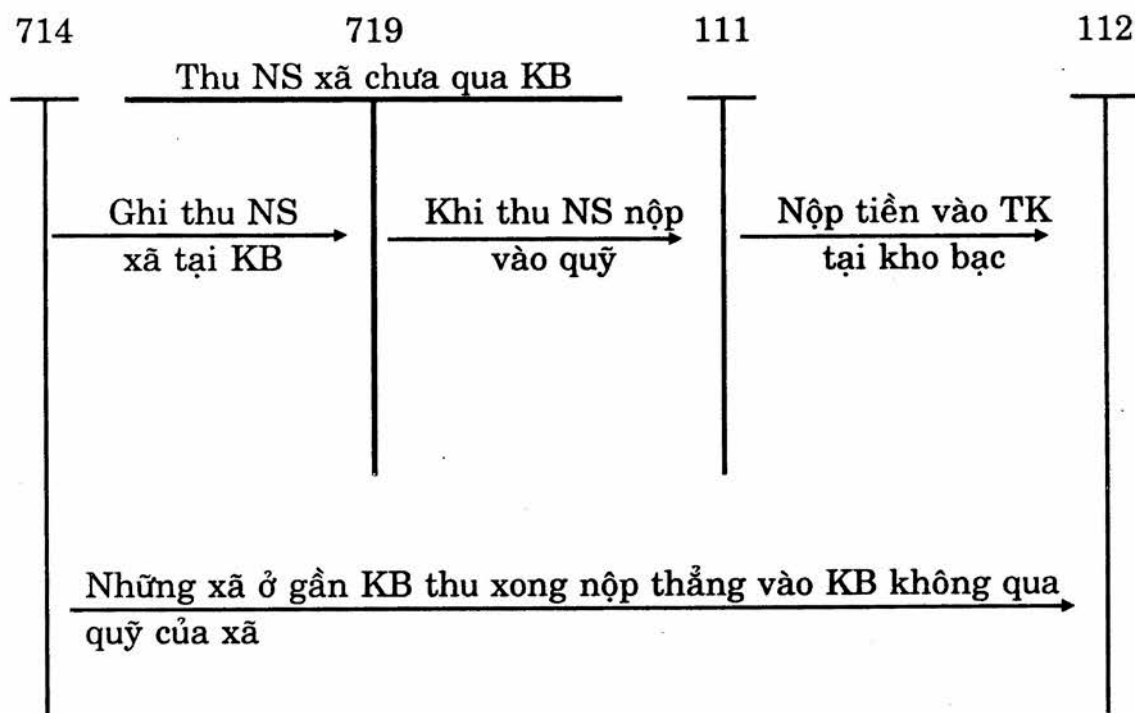 714 719 111 112
Thu NS xã chưa qua KB
Ghi thu NS
xã tại KB
Khi thu NS nộp
vào quỹ
Nộp tiền vào TK
tại kho bạc
Những xã ở gần KB thu xong nộp thẳng vào KB không qua
quỹ của xã